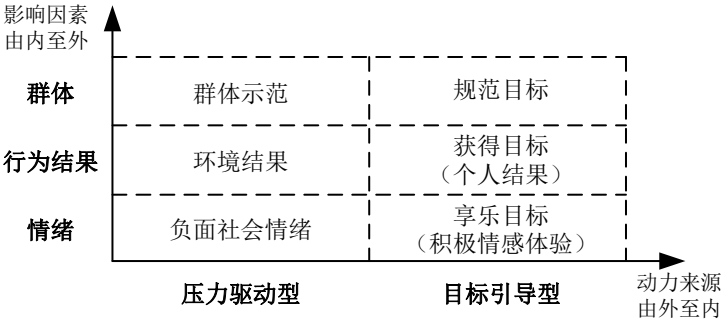 影响因素
由内至外
群体
群体示范
规范目标
行为结果
环境结果
获得目标
（个人结果）
情绪
负面社会情绪
享乐目标
（积极情感体验）
压力驱动型
目标引导型
动力来源
由外至内